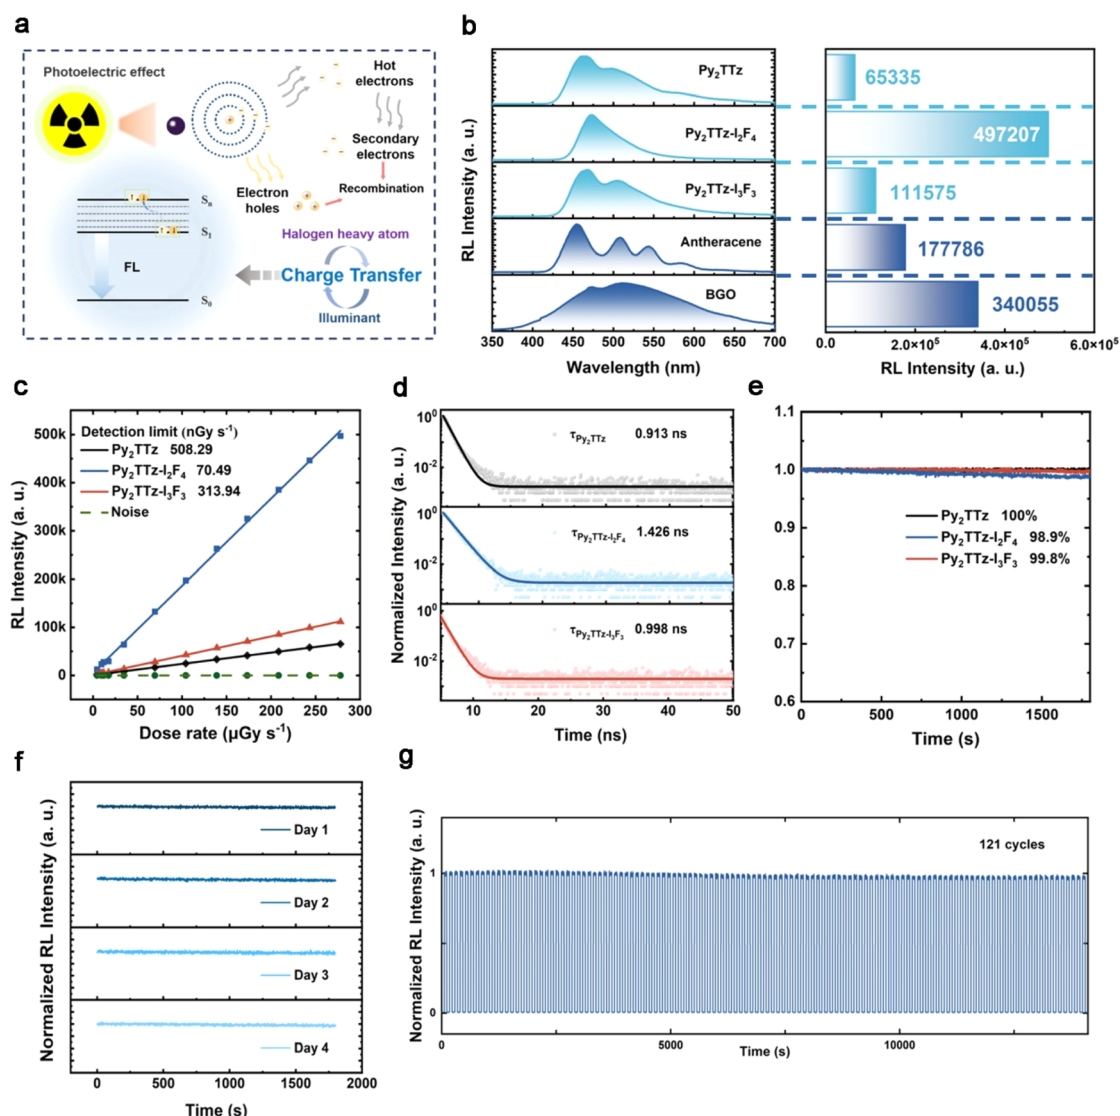 a
Photoelectric effect
Hot
electrons
Secondary
electrons
Electron
holes
Recombination
Sn
S1
FL
S0
Halogen heavy atom
Charge Transfer
Illuminant
b
RL Intensity (a. u.)
Py2TTz
Py2TTz-I2F4
Py2TTz-I3F3
Antheracene
BGO
350 400 450 500 550 600 650 700
Wavelength (nm)
65335
497207
111575
177786
340055
0.0 2.0×10⁵ 4.0×10⁵ 6.0×10⁵
RL Intensity (a. u.)
c
RL Intensity (a. u.)
500k
400k
300k
200k
100k
0
Detection limit (nGy s⁻¹)
Py2TTz 508.29
Py2TTz-I2F4 70.49
Py2TTz-I3F3 313.94
Noise
0 50 100 150 200 250 300
Dose rate (μGy s⁻¹)
d
Normalized Intensity (a. u.)
10⁰
10⁻²
τPy2TTz 0.913 ns
10⁰
10⁻²
τPy2TTz-I2F4 1.426 ns
10⁰
10⁻²
τPy2TTz-I3F3 0.998 ns
10 20 30 40 50
Time (ns)
e
1.1
1.0
0.9
0.8
0.7
0.6
Py2TTz 100%
Py2TTz-I2F4 98.9%
Py2TTz-I3F3 99.8%
0 500 1000 1500
Time (s)
f
Normalized RL Intensity (a. u.)
Day 1
Day 2
Day 3
Day 4
0 500 1000 1500 2000
Time (s)
g
Normalized RL Intensity (a. u.)
121 cycles
1
0
0 5000 10000
Time (s)